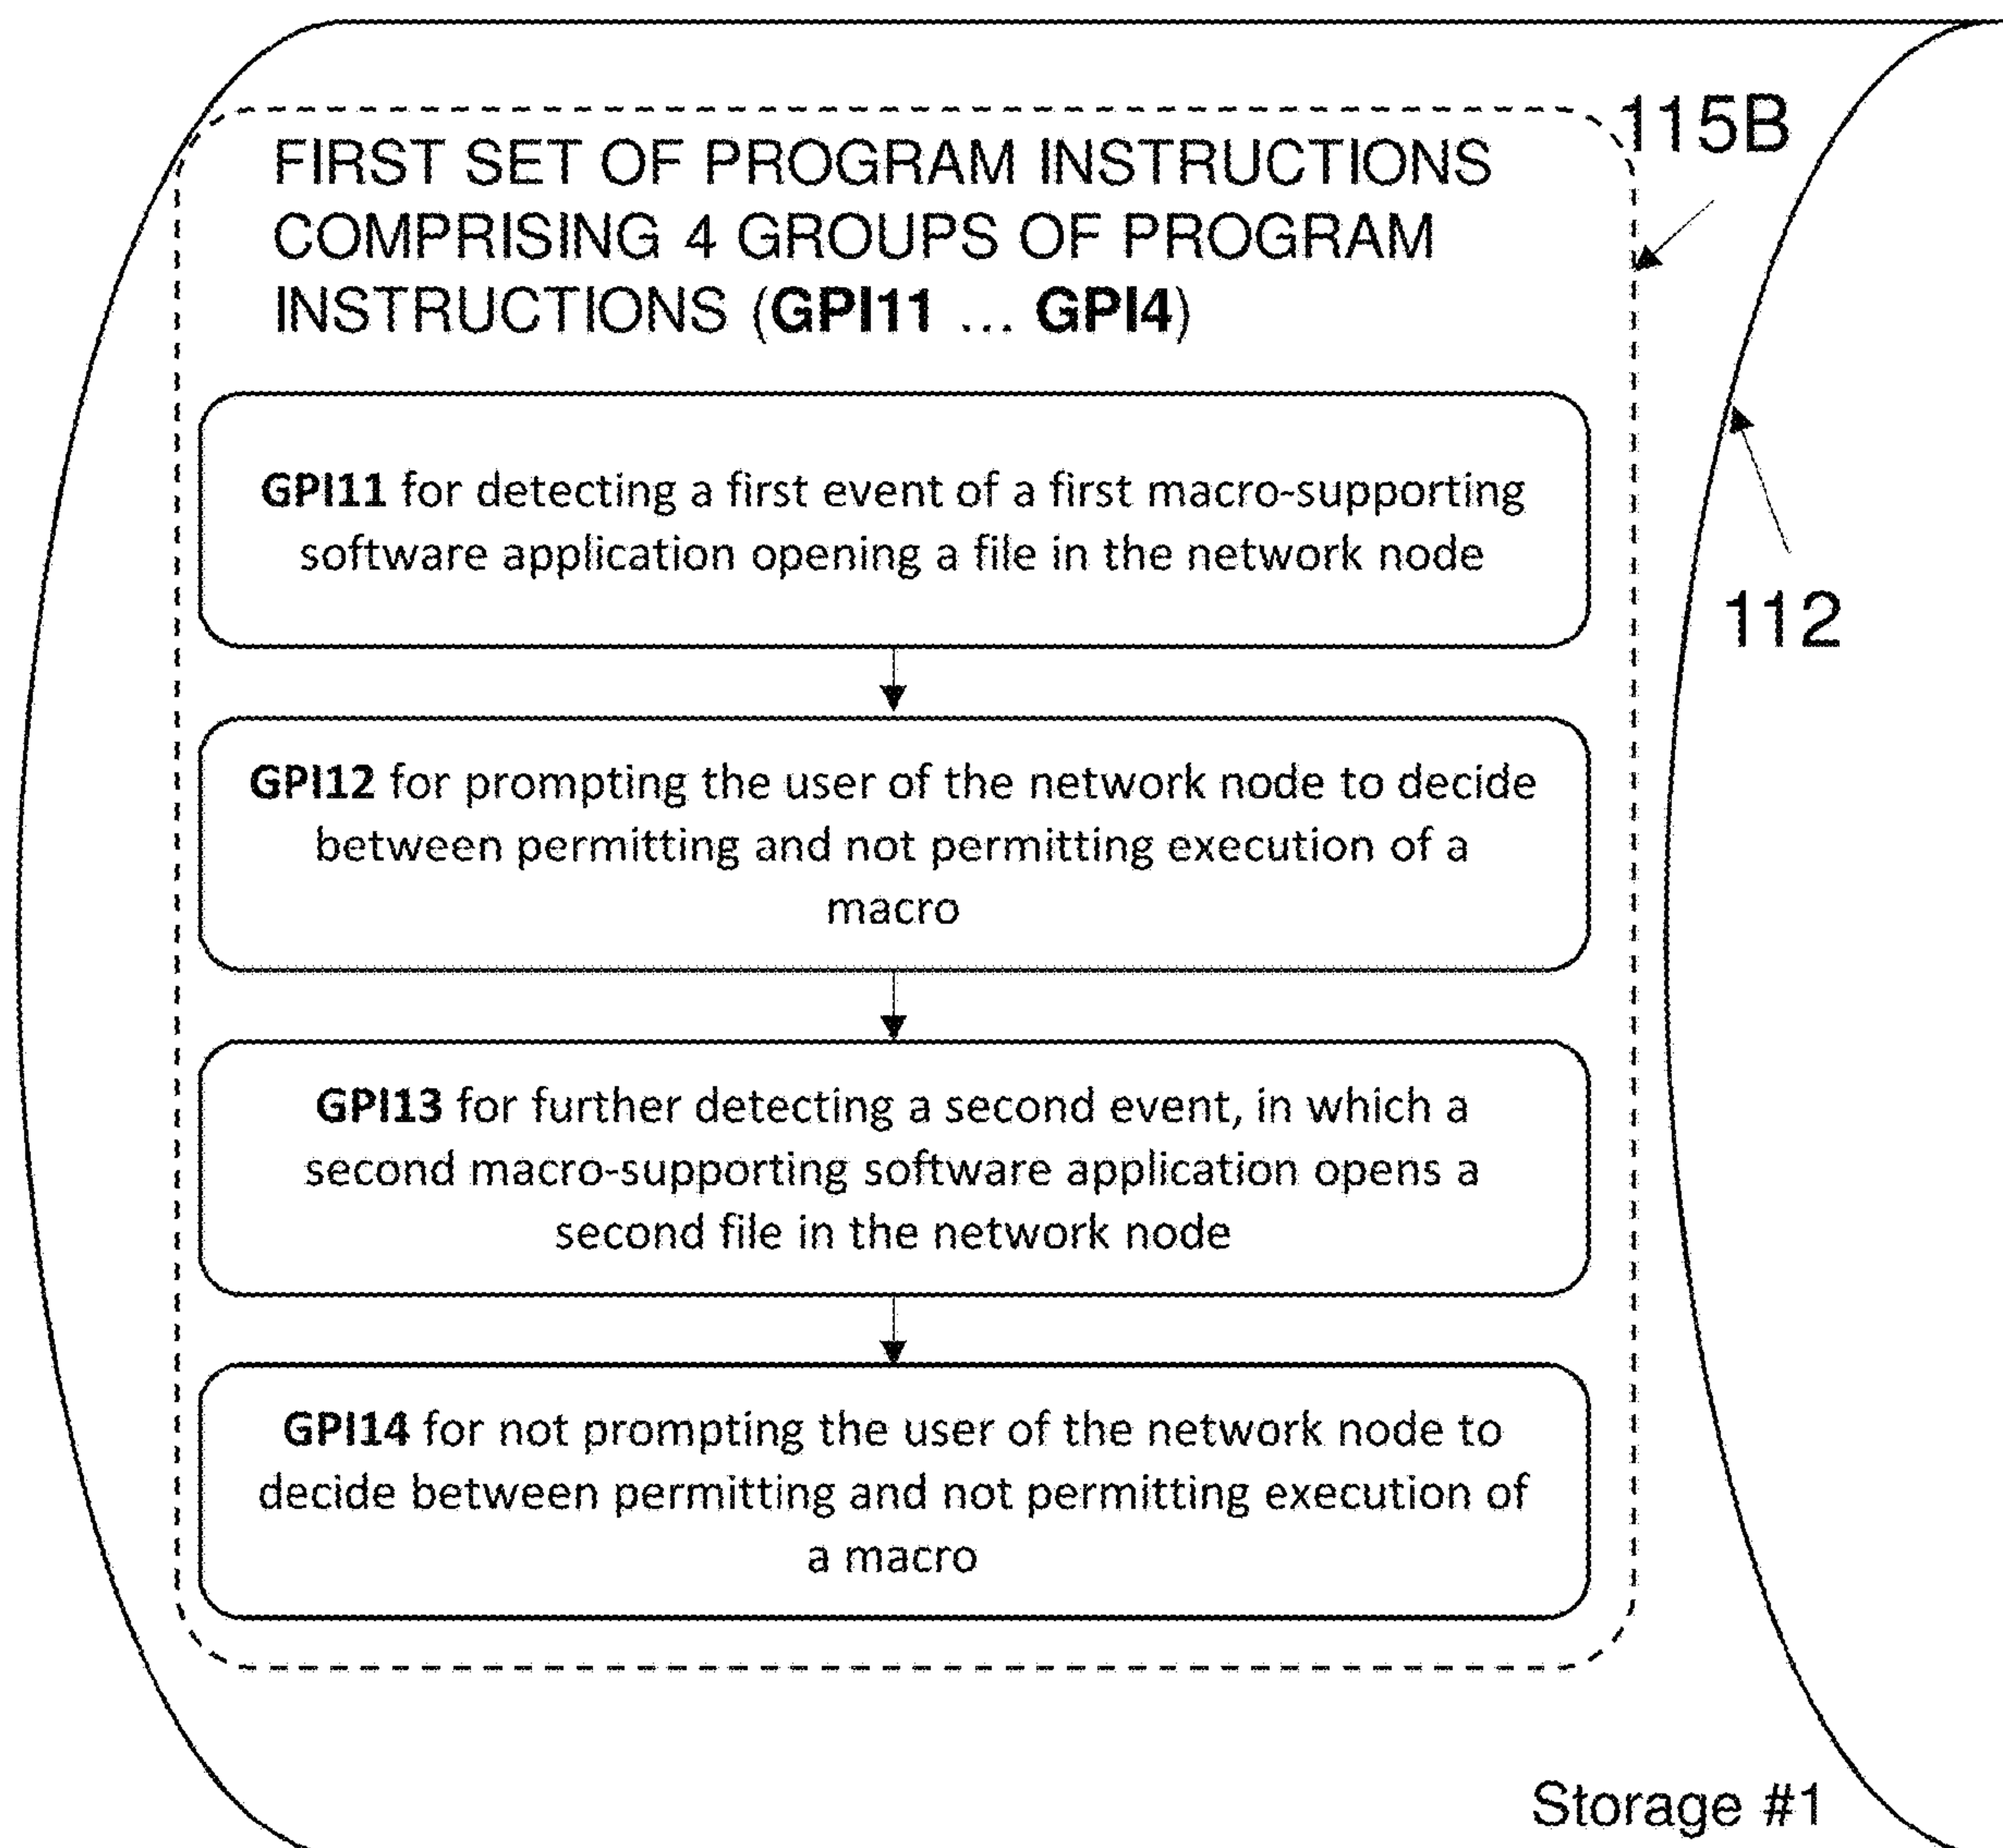 115B
FIRST SET OF PROGRAM INSTRUCTIONS
COMPRISING 4 GROUPS OF PROGRAM
INSTRUCTIONS (GPI11 ... GPI4)
GPI11 for detecting a first event of a first macro-supporting
software application opening a file in the network node
112
GPI12 for prompting the user of the network node to decide
between permitting and not permitting execution of a
macro
GPI13 for further detecting a second event, in which a
second macro-supporting software application opens a
second file in the network node
GPI14 for not prompting the user of the network node to
decide between permitting and not permitting execution of
a macro
Storage #1